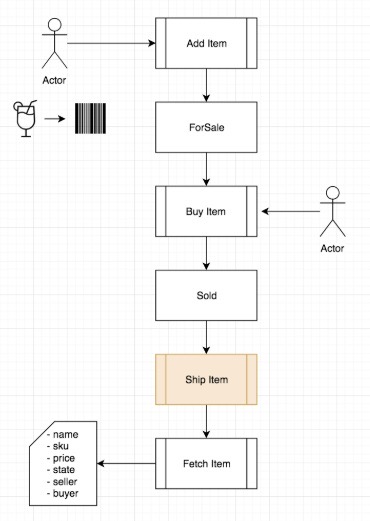 Add Item
Actor
ForSale
Buy Item
Actor
Sold
Ship Item
Fetch Item
- name
- sku
- price
- state
- seller
- buyer